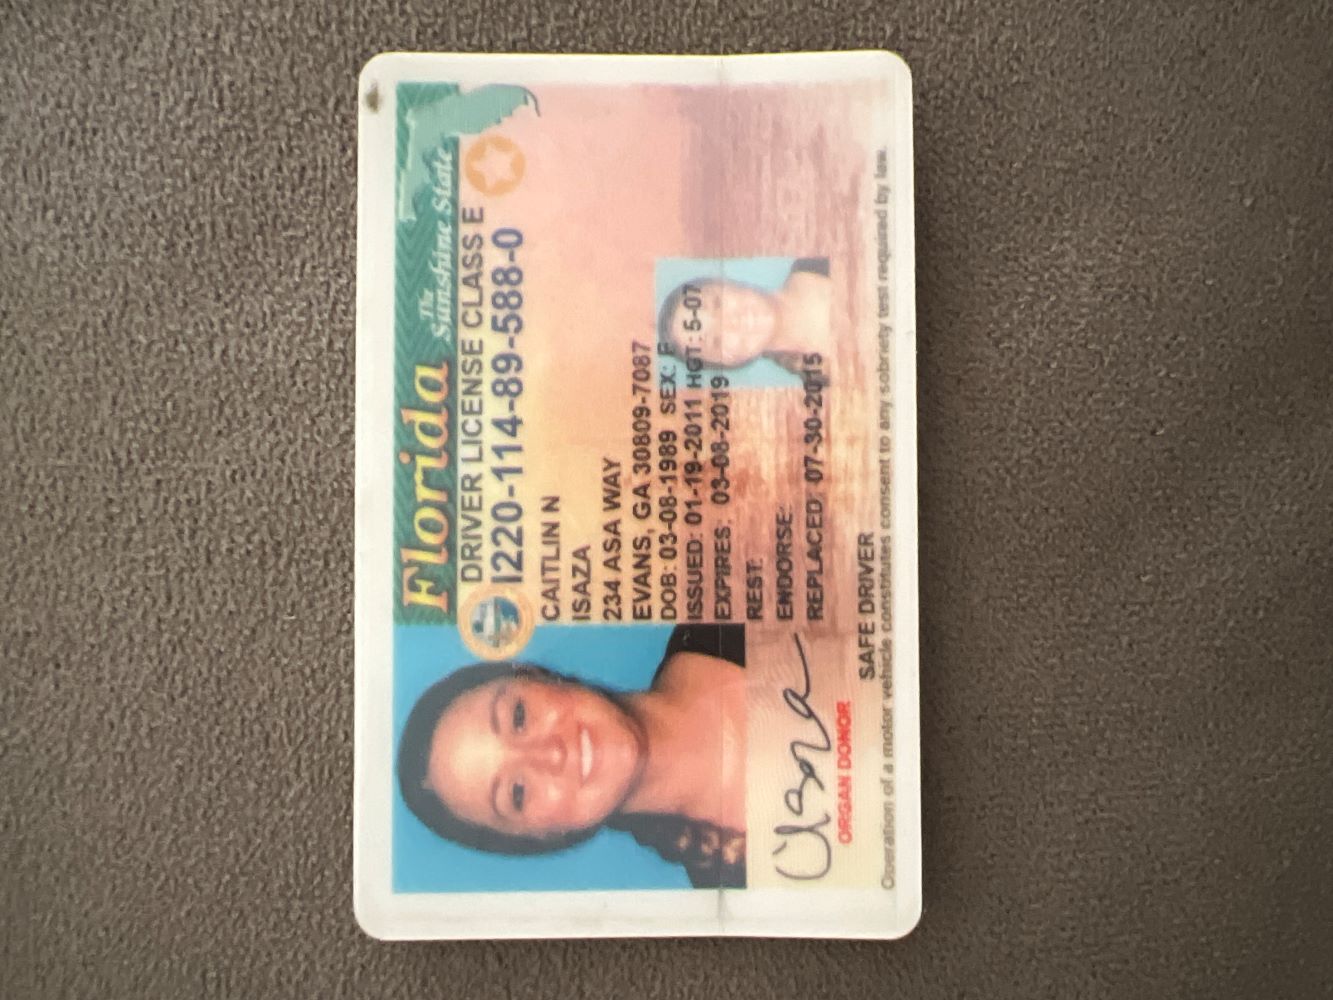 Florida The Sunshine State
DRIVER LICENSE CLASS E
I220-114-89-588-0
CAITLIN N
ISAZA
234 ASA WAY
EVANS, GA 30809-7087
DOB: 03-08-1989 SEX: F
ISSUED: 01-19-2011 HGT: 5-07
EXPIRES: 03-08-2019
REST:
ENDORSE:
REPLACED: 07-30-2015
CIsaza
ORGAN DONOR
SAFE DRIVER
Operation of a motor vehicle constitutes consent to any sobriety test required by law.